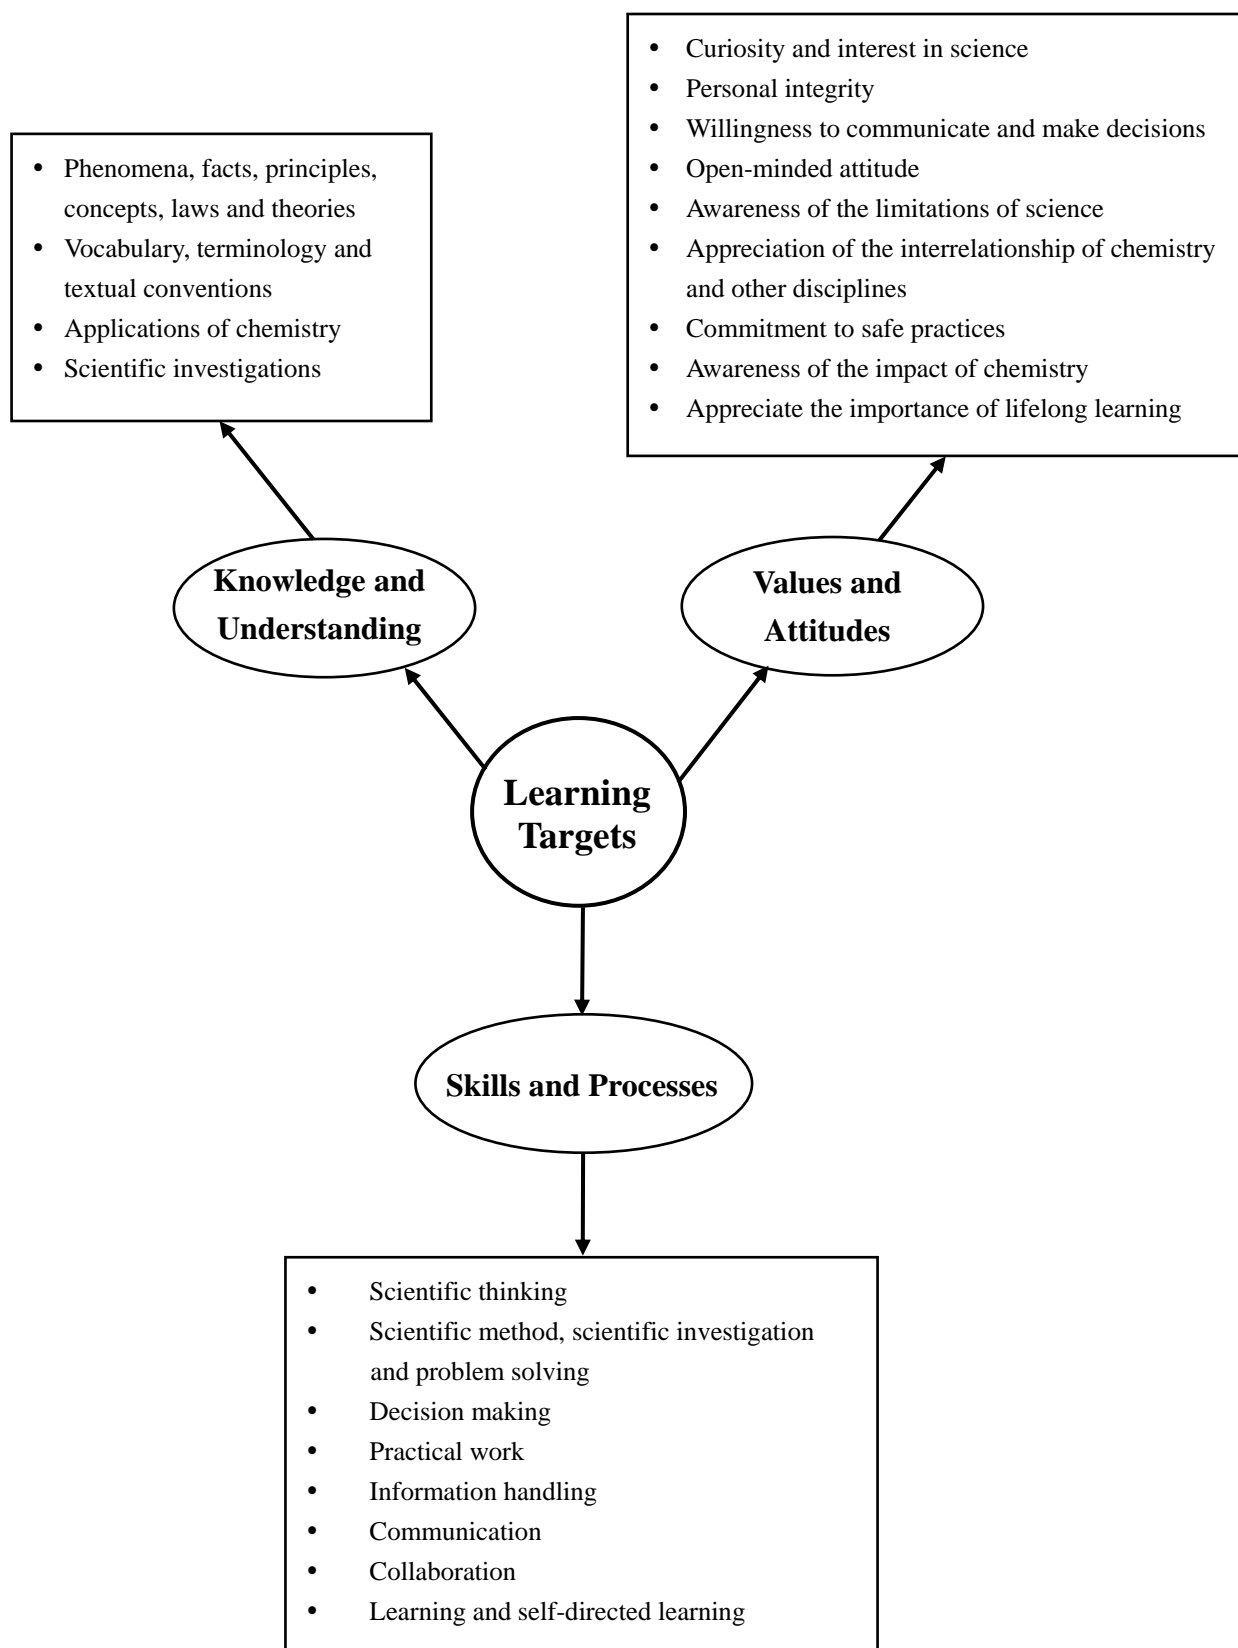 • Curiosity and interest in science
• Personal integrity
• Willingness to communicate and make decisions
• Open-minded attitude
• Awareness of the limitations of science
• Appreciation of the interrelationship of chemistry
and other disciplines
• Commitment to safe practices
• Awareness of the impact of chemistry
• Appreciate the importance of lifelong learning
• Phenomena, facts, principles,
concepts, laws and theories
• Vocabulary, terminology and
textual conventions
• Applications of chemistry
• Scientific investigations
Knowledge and
Understanding
Values and
Attitudes
Learning
Targets
Skills and Processes
• Scientific thinking
• Scientific method, scientific investigation
and problem solving
• Decision making
• Practical work
• Information handling
• Communication
• Collaboration
• Learning and self-directed learning